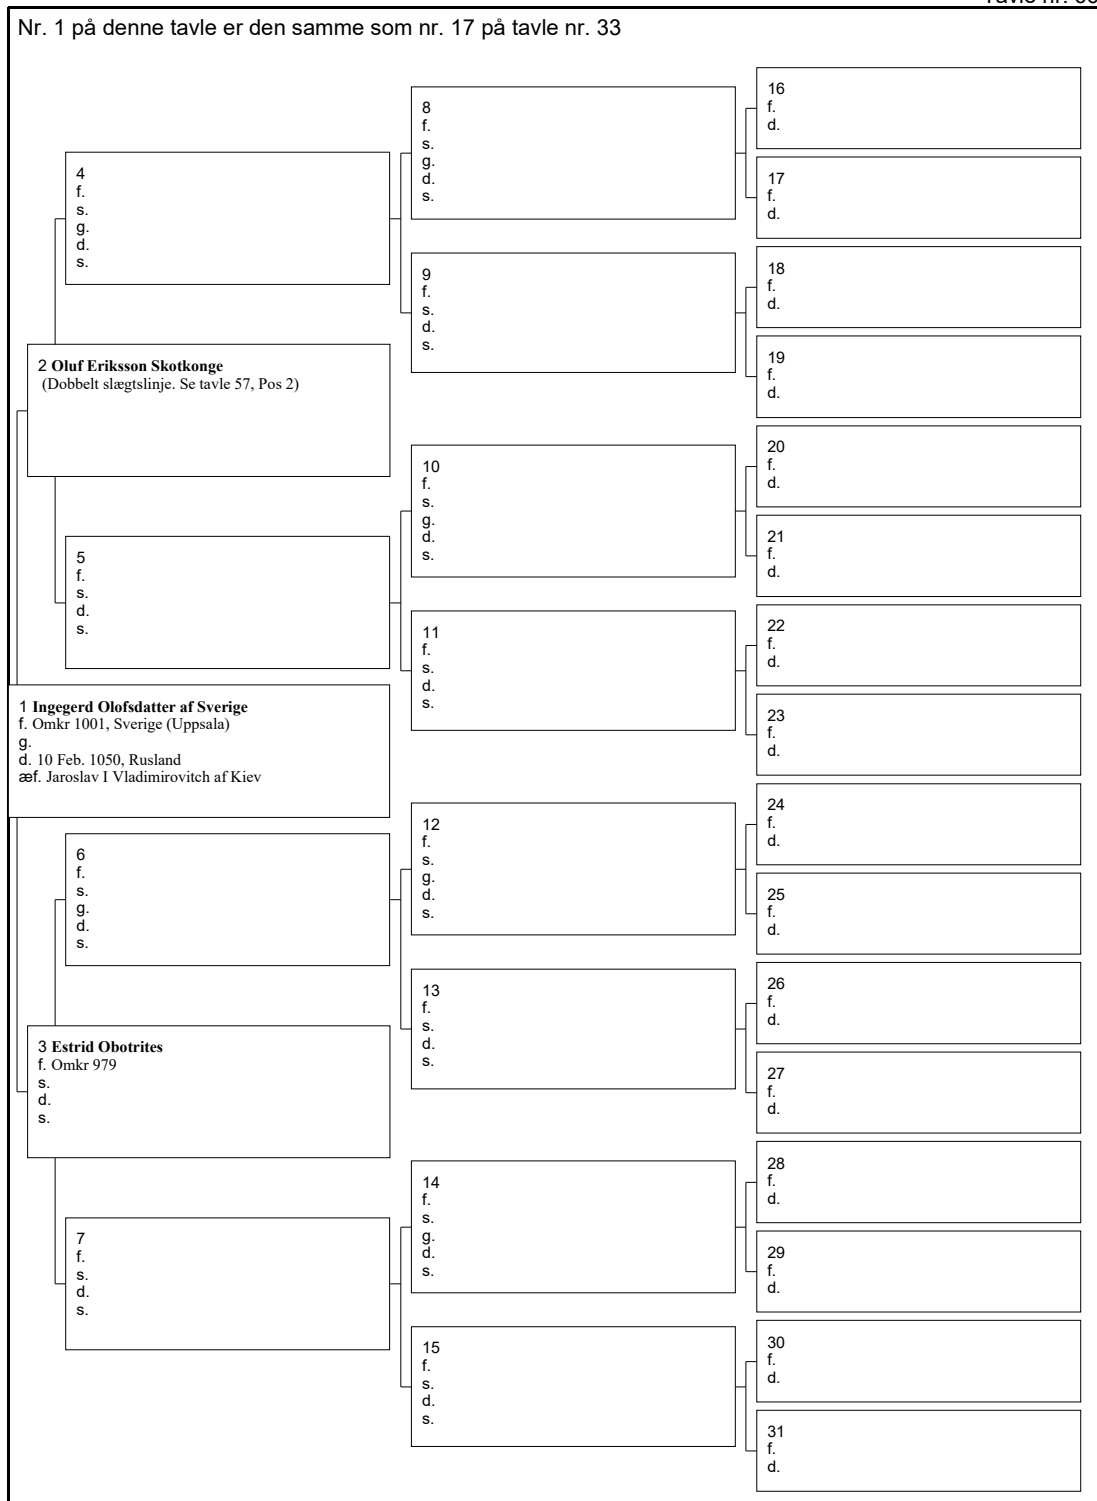 Nr. 1 på denne tavle er den samme som nr. 17 på tavle nr. 33
16
f.
d.
8
f.
s.
g.
d.
s.
17
f.
d.
4
f.
s.
g.
d.
s.
18
f.
d.
9
f.
s.
d.
s.
19
f.
d.
2 Oluf Eriksson Skotkonge
(Dobbelt slægtslinje. Se tavle 57, Pos 2)
20
f.
d.
10
f.
s.
g.
d.
s.
21
f.
d.
5
f.
s.
d.
s.
22
f.
d.
11
f.
s.
d.
s.
23
f.
d.
1 Ingegerd Olofsdatter af Sverige
f. Omkr 1001, Sverige (Uppsala)
g.
d. 10 Feb. 1050, Rusland
æf. Jaroslav I Vladimirovitch af Kiev
24
f.
d.
12
f.
s.
g.
d.
s.
25
f.
d.
6
f.
s.
g.
d.
s.
26
f.
d.
13
f.
s.
d.
s.
27
f.
d.
3 Estrid Obotrites
f. Omkr 979
s.
d.
s.
28
f.
d.
14
f.
s.
g.
d.
s.
29
f.
d.
7
f.
s.
d.
s.
30
f.
d.
15
f.
s.
d.
s.
31
f.
d.